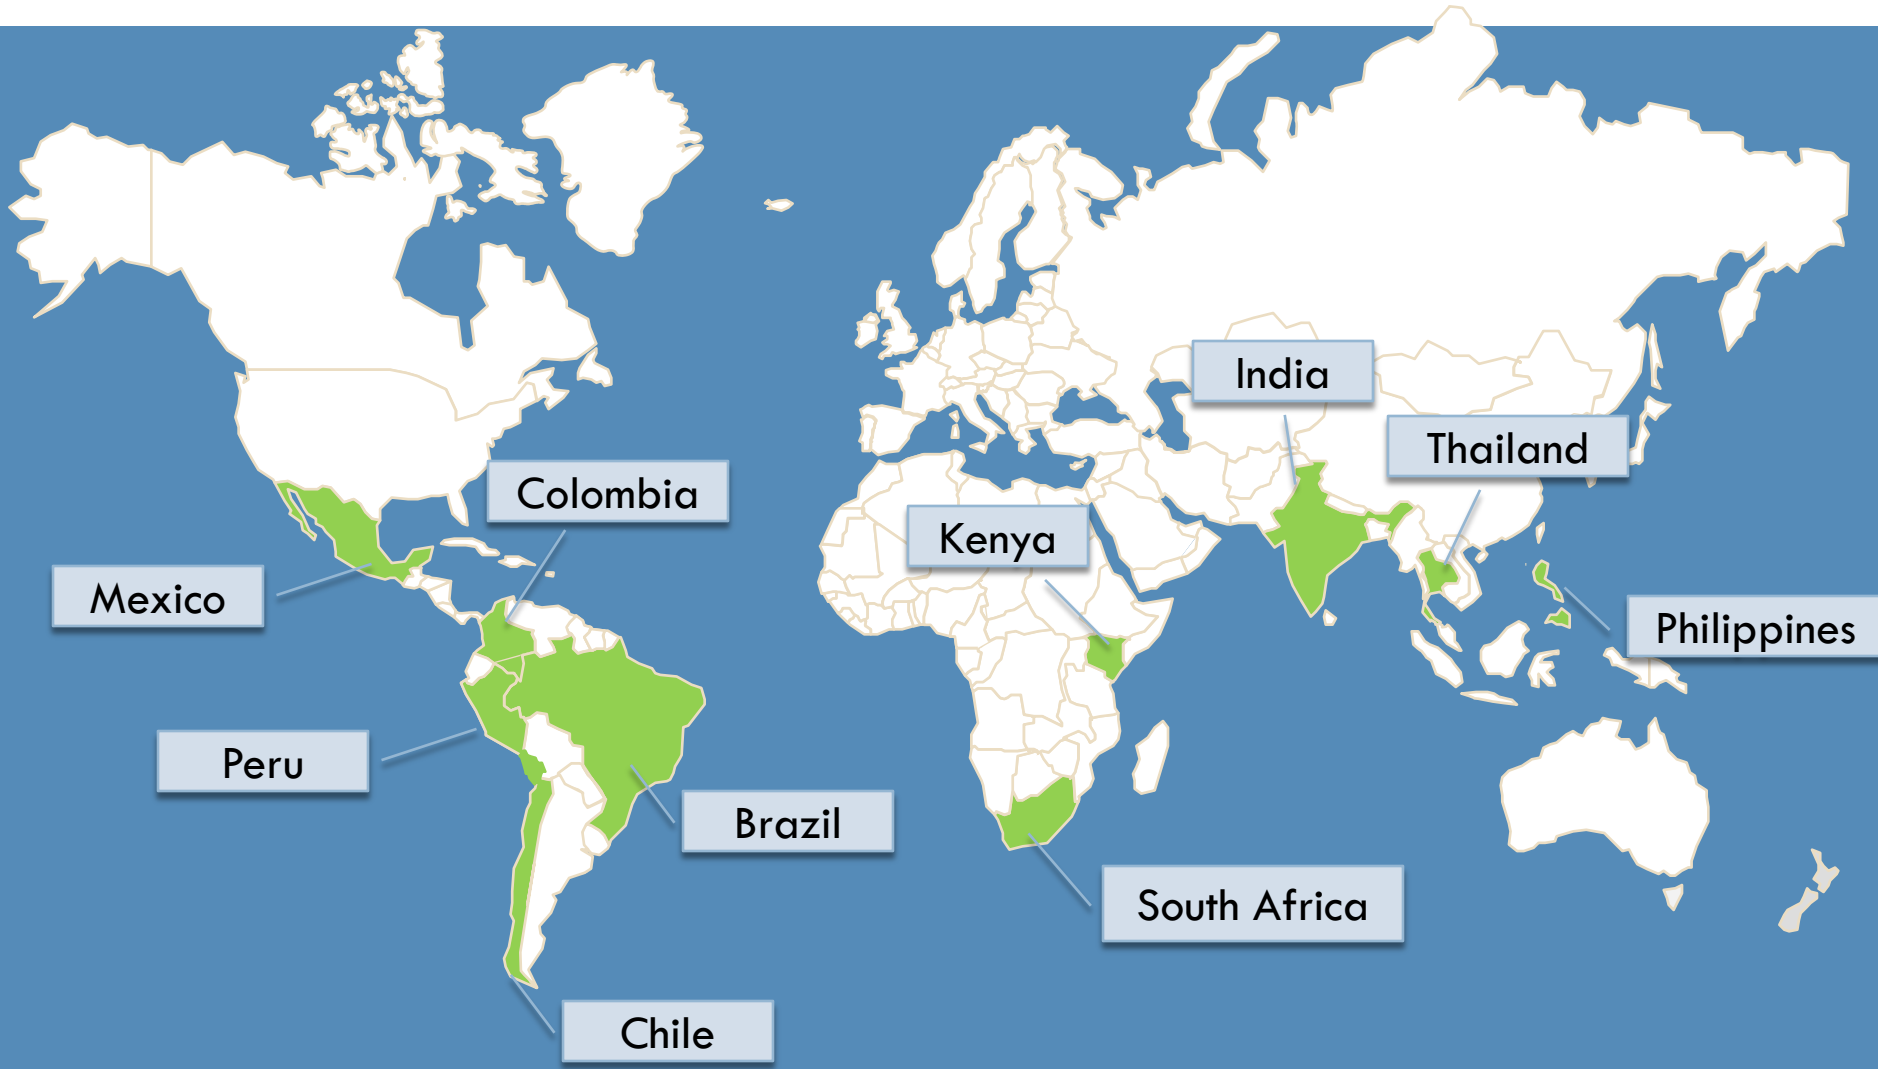 India
Thailand
Colombia
Kenya
Mexico
Philippines
Peru
Brazil
South Africa
Chile